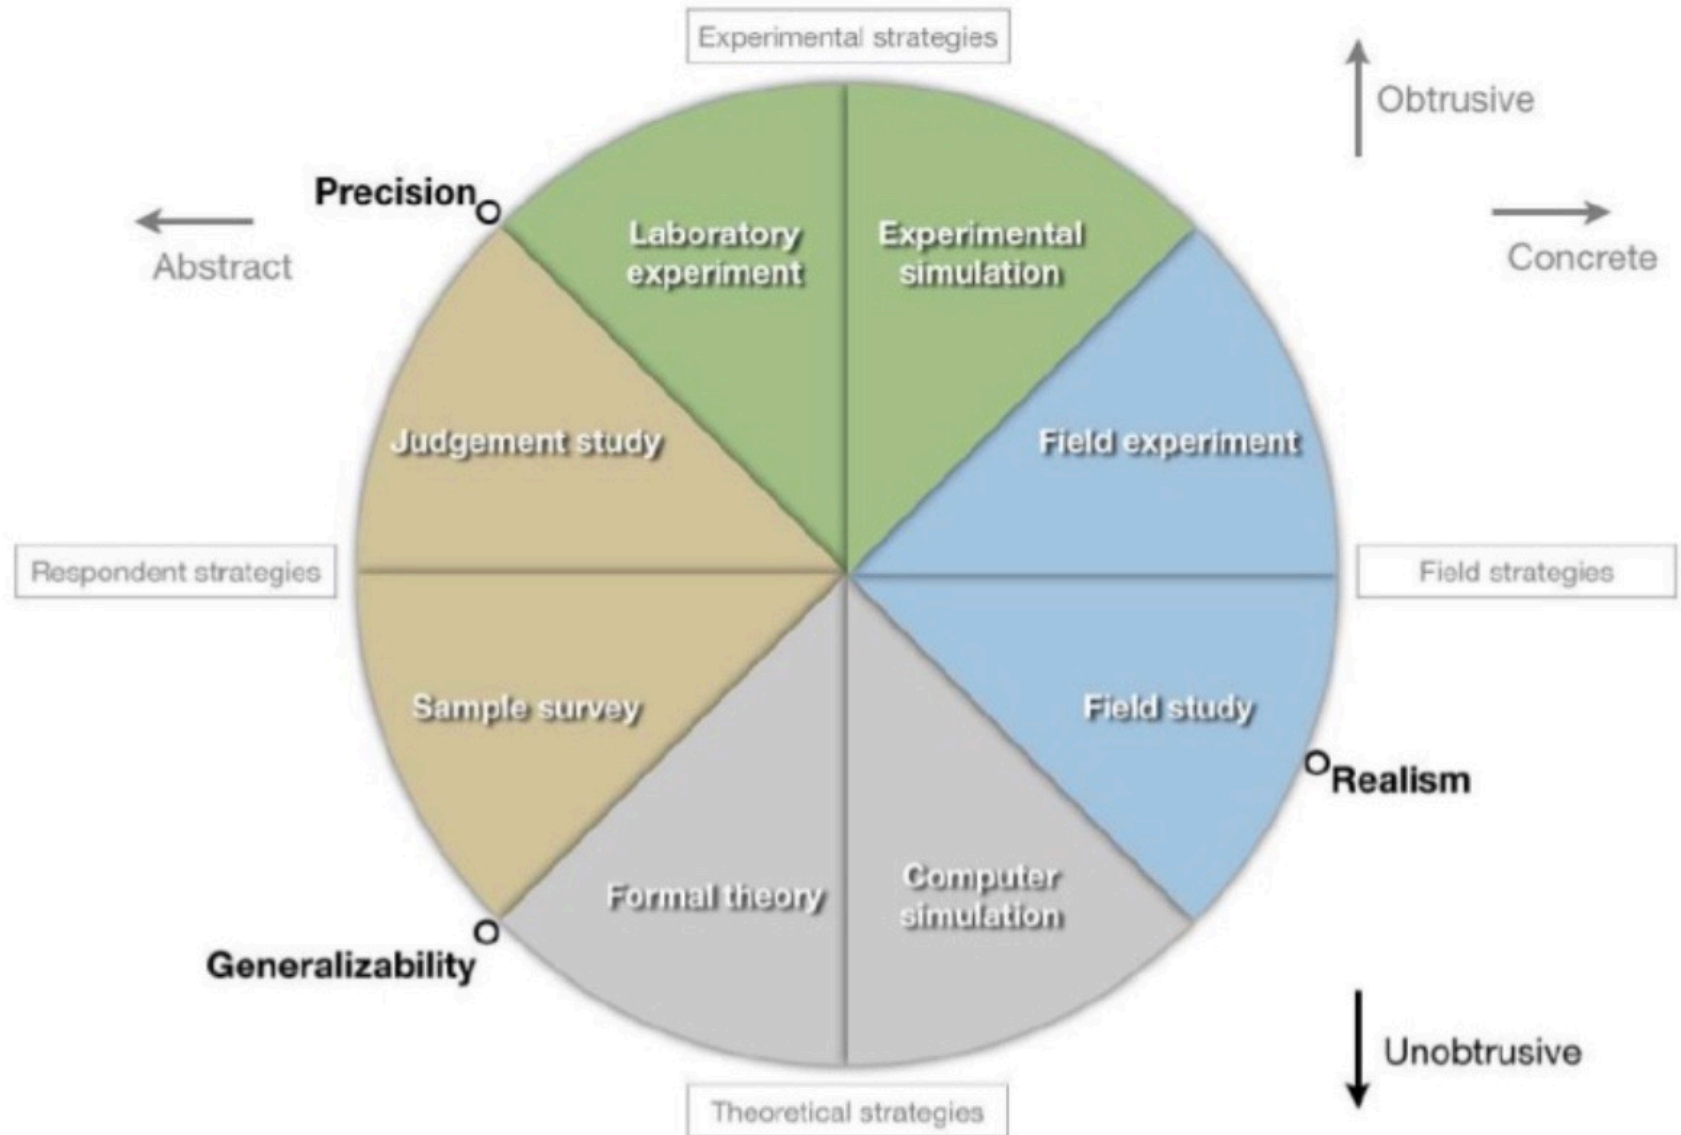 Experimental strategies
Obtrusive
Precision
Abstract
Concrete
Laboratory
experiment
Experimental
simulation
Judgement study
Field experiment
Respondent strategies
Field strategies
Sample survey
Field study
Realism
Formal theory
Computer
simulation
Generalizability
Unobtrusive
Theoretical strategies